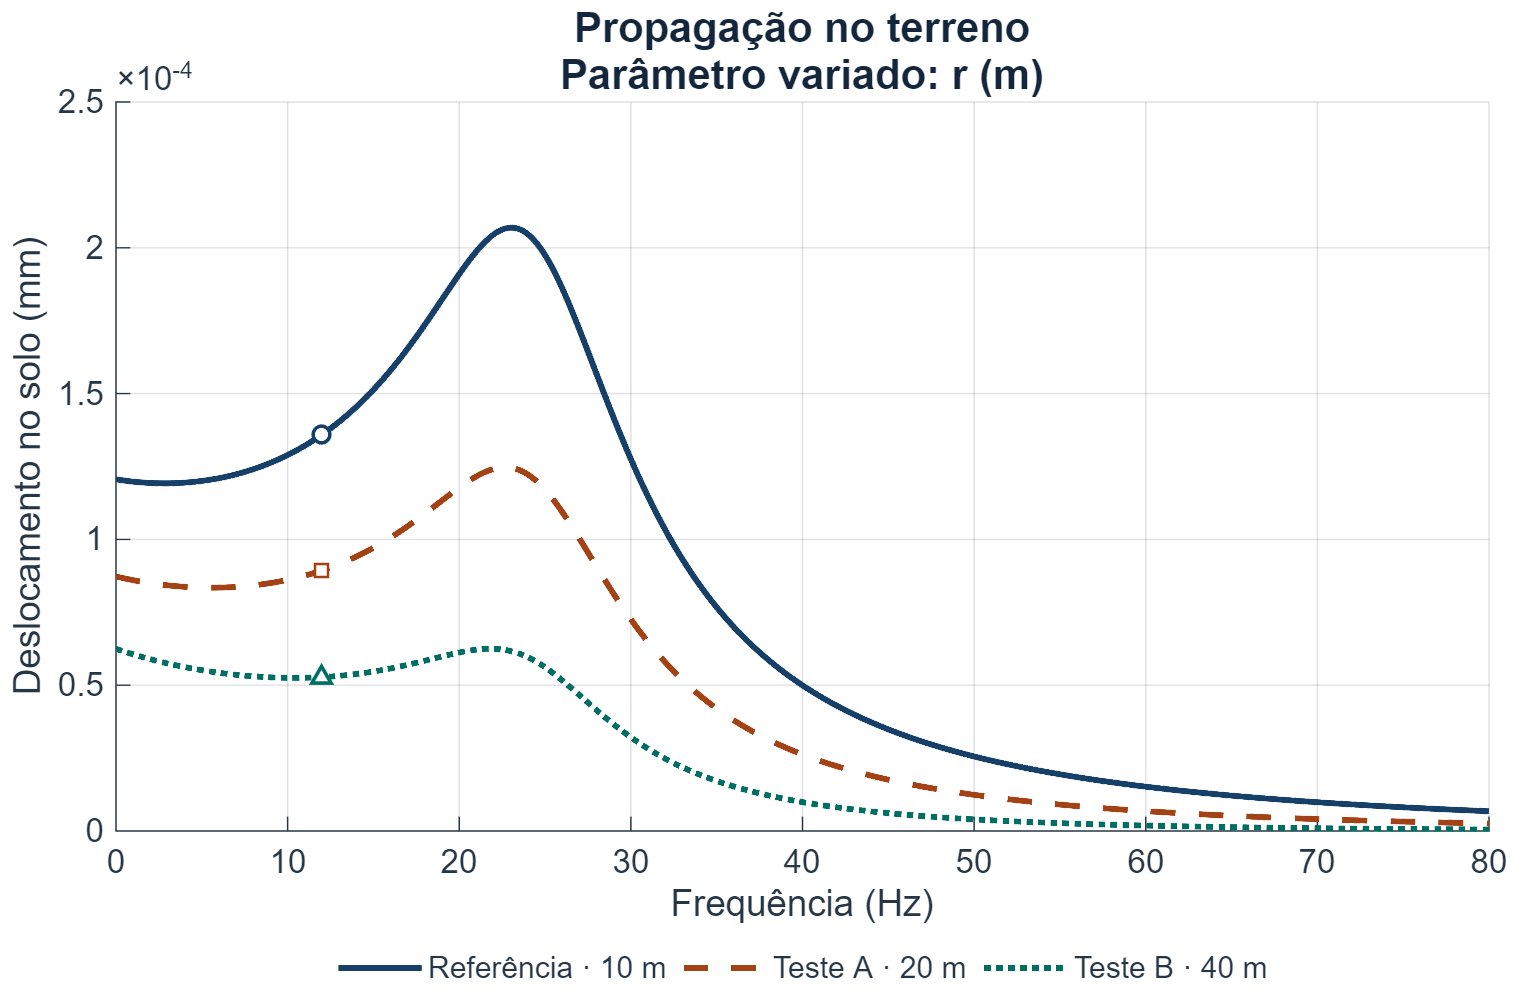 Propagação no terreno
Parâmetro variado: r (m)
×10-4
2.5
2
1.5
1
0.5
0
Deslocamento no solo (mm)
0 10 20 30 40 50 60 70 80
Frequência (Hz)
Referência · 10 m Teste A · 20 m Teste B · 40 m